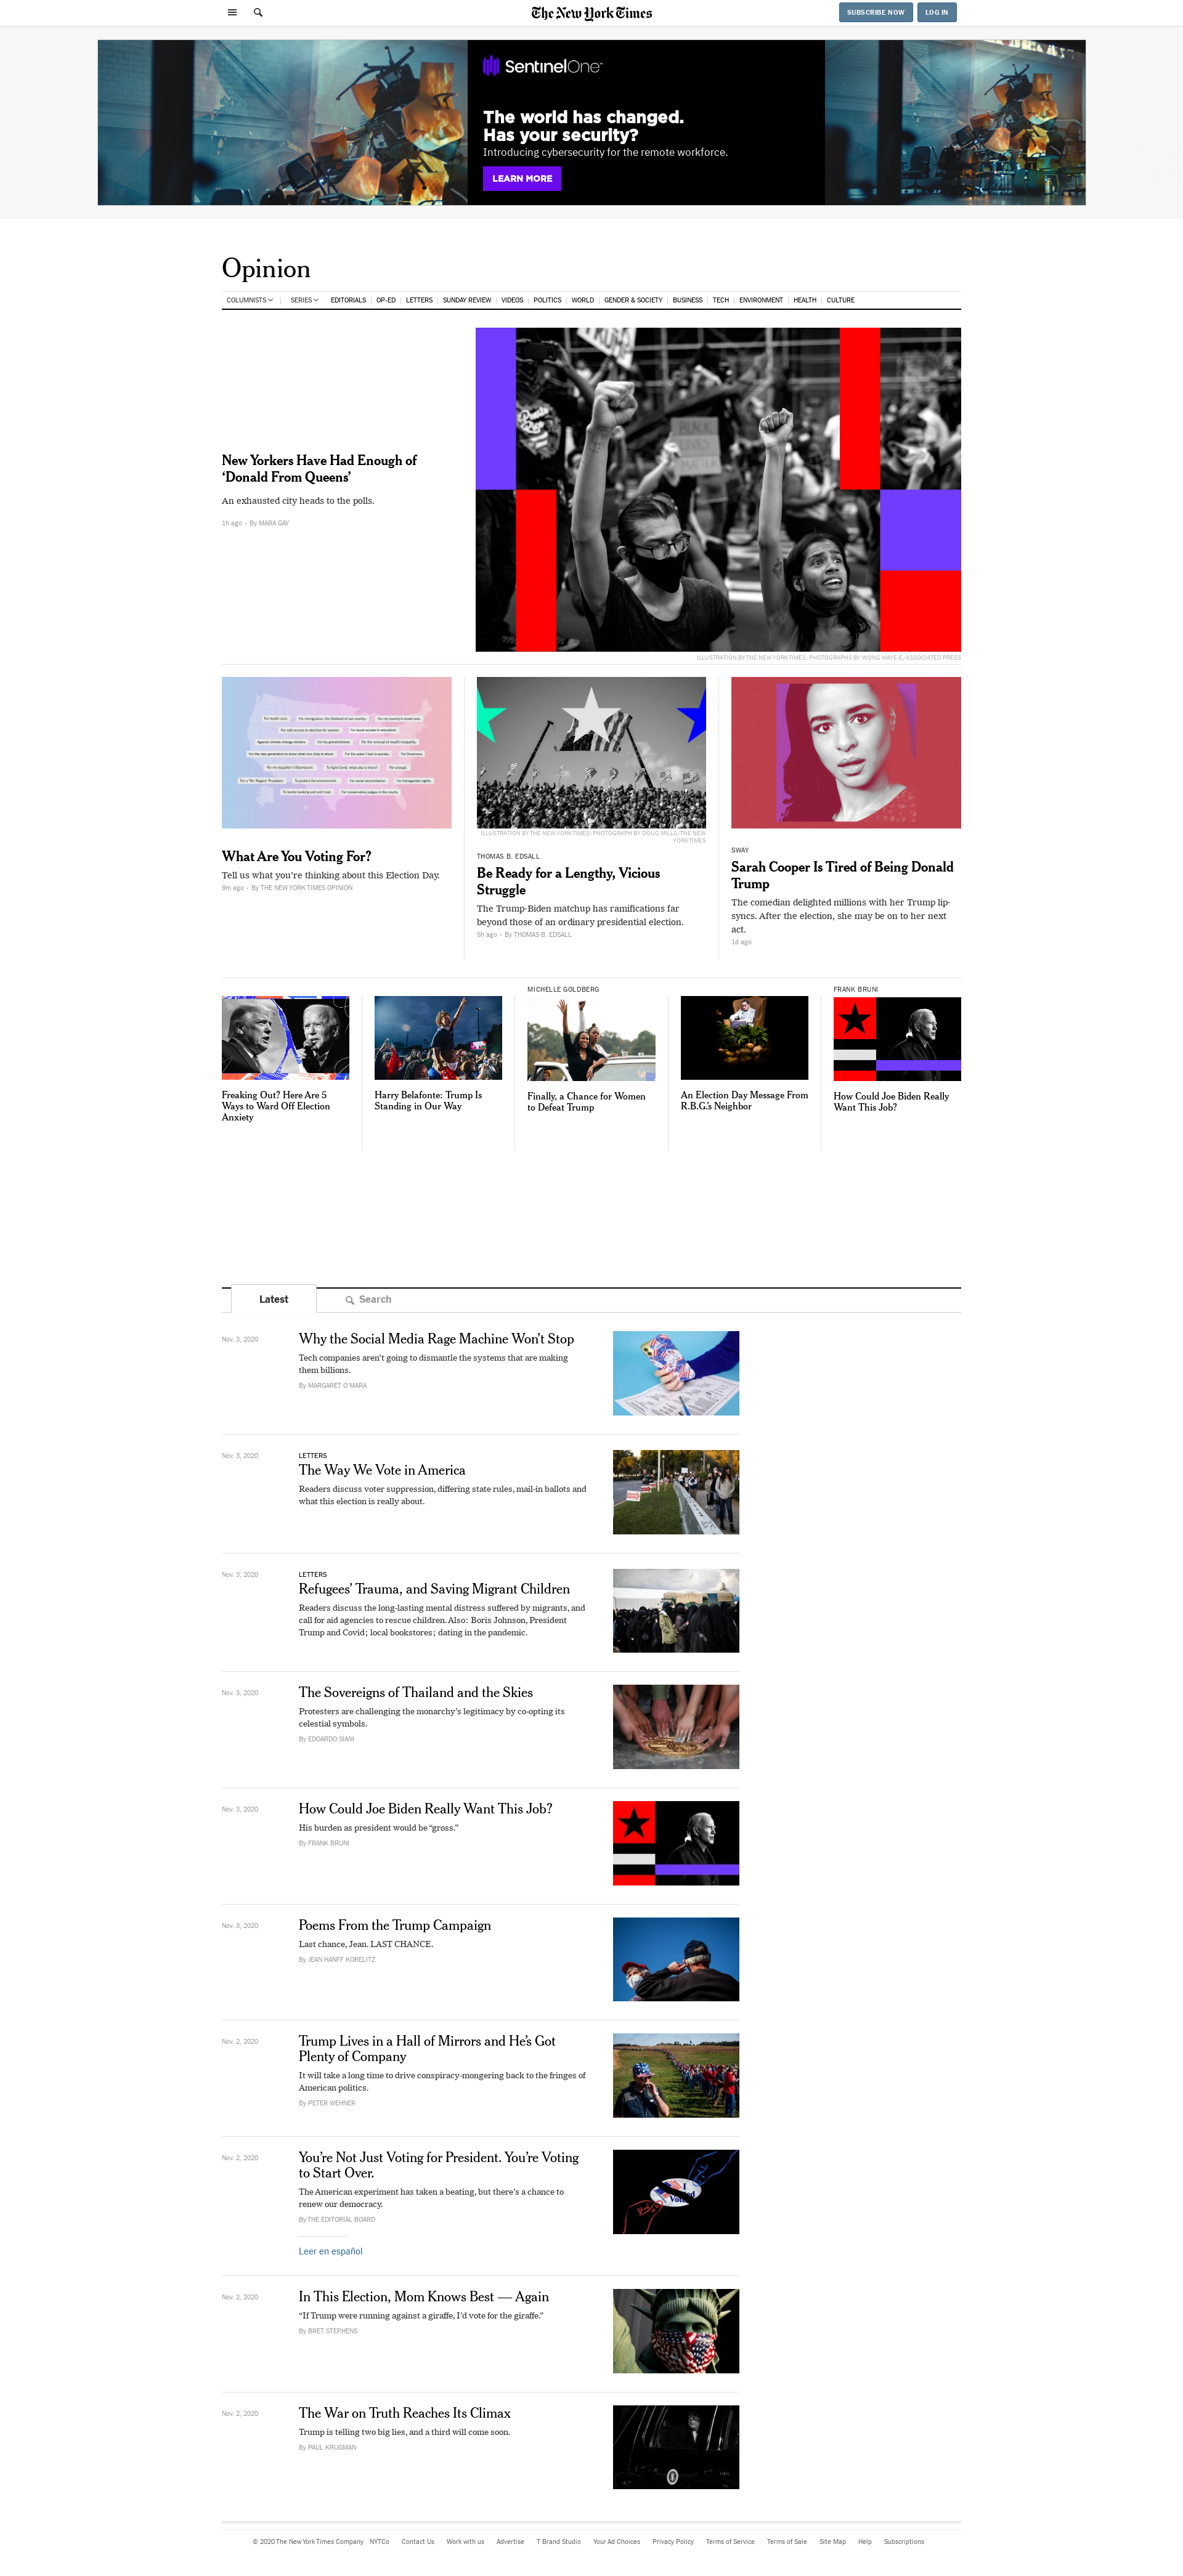 The New York Times
SUBSCRIBE NOW
LOG IN
SentinelOne™
The world has changed.
Has your security?
Introducing cybersecurity for the remote workforce.
LEARN MORE
Opinion
COLUMNISTS
SERIES
EDITORIALS
OP-ED
LETTERS
SUNDAY REVIEW
VIDEOS
POLITICS
WORLD
GENDER & SOCIETY
BUSINESS
TECH
ENVIRONMENT
HEALTH
CULTURE
New Yorkers Have Had Enough of
‘Donald From Queens’
An exhausted city heads to the polls.
1h ago • By MARA GAY
ILLUSTRATION BY THE NEW YORK TIMES; PHOTOGRAPHS BY WONG MAYE-E/ASSOCIATED PRESS
What Are You Voting For?
Tell us what you’re thinking about this Election Day.
9m ago • By THE NEW YORK TIMES OPINION
ILLUSTRATION BY THE NEW YORK TIMES; PHOTOGRAPH BY DOUG MILLS/THE NEW
YORK TIMES
THOMAS B. EDSALL
Be Ready for a Lengthy, Vicious
Struggle
The Trump-Biden matchup has ramifications far
beyond those of an ordinary presidential election.
5h ago • By THOMAS B. EDSALL
SWAY
Sarah Cooper Is Tired of Being Donald
Trump
The comedian delighted millions with her Trump lip-
syncs. After the election, she may be on to her next
act.
1d ago
Freaking Out? Here Are 5
Ways to Ward Off Election
Anxiety
Harry Belafonte: Trump Is
Standing in Our Way
MICHELLE GOLDBERG
Finally, a Chance for Women
to Defeat Trump
An Election Day Message From
R.B.G.’s Neighbor
FRANK BRUNI
How Could Joe Biden Really
Want This Job?
Latest
Search
Nov. 3, 2020
Why the Social Media Rage Machine Won’t Stop
Tech companies aren’t going to dismantle the systems that are making
them billions.
By MARGARET O’MARA
Nov. 3, 2020
LETTERS
The Way We Vote in America
Readers discuss voter suppression, differing state rules, mail-in ballots and
what this election is really about.
Nov. 3, 2020
LETTERS
Refugees’ Trauma, and Saving Migrant Children
Readers discuss the long-lasting mental distress suffered by migrants, and
call for aid agencies to rescue children. Also: Boris Johnson, President
Trump and Covid; local bookstores; dating in the pandemic.
Nov. 3, 2020
The Sovereigns of Thailand and the Skies
Protesters are challenging the monarchy’s legitimacy by co-opting its
celestial symbols.
By EDOARDO SIANI
Nov. 3, 2020
How Could Joe Biden Really Want This Job?
His burden as president would be “gross.”
By FRANK BRUNI
Nov. 3, 2020
Poems From the Trump Campaign
Last chance, Jean. LAST CHANCE.
By JEAN HANFF KORELITZ
Nov. 2, 2020
Trump Lives in a Hall of Mirrors and He’s Got
Plenty of Company
It will take a long time to drive conspiracy-mongering back to the fringes of
American politics.
By PETER WEHNER
Nov. 2, 2020
You’re Not Just Voting for President. You’re Voting
to Start Over.
The American experiment has taken a beating, but there’s a chance to
renew our democracy.
By THE EDITORIAL BOARD
Leer en español
Nov. 2, 2020
In This Election, Mom Knows Best — Again
“If Trump were running against a giraffe, I’d vote for the giraffe.”
By BRET STEPHENS
Nov. 2, 2020
The War on Truth Reaches Its Climax
Trump is telling two big lies, and a third will come soon.
By PAUL KRUGMAN
© 2020 The New York Times Company NYTCo Contact Us Work with us Advertise T Brand Studio Your Ad Choices Privacy Policy Terms of Service Terms of Sale Site Map Help Subscriptions